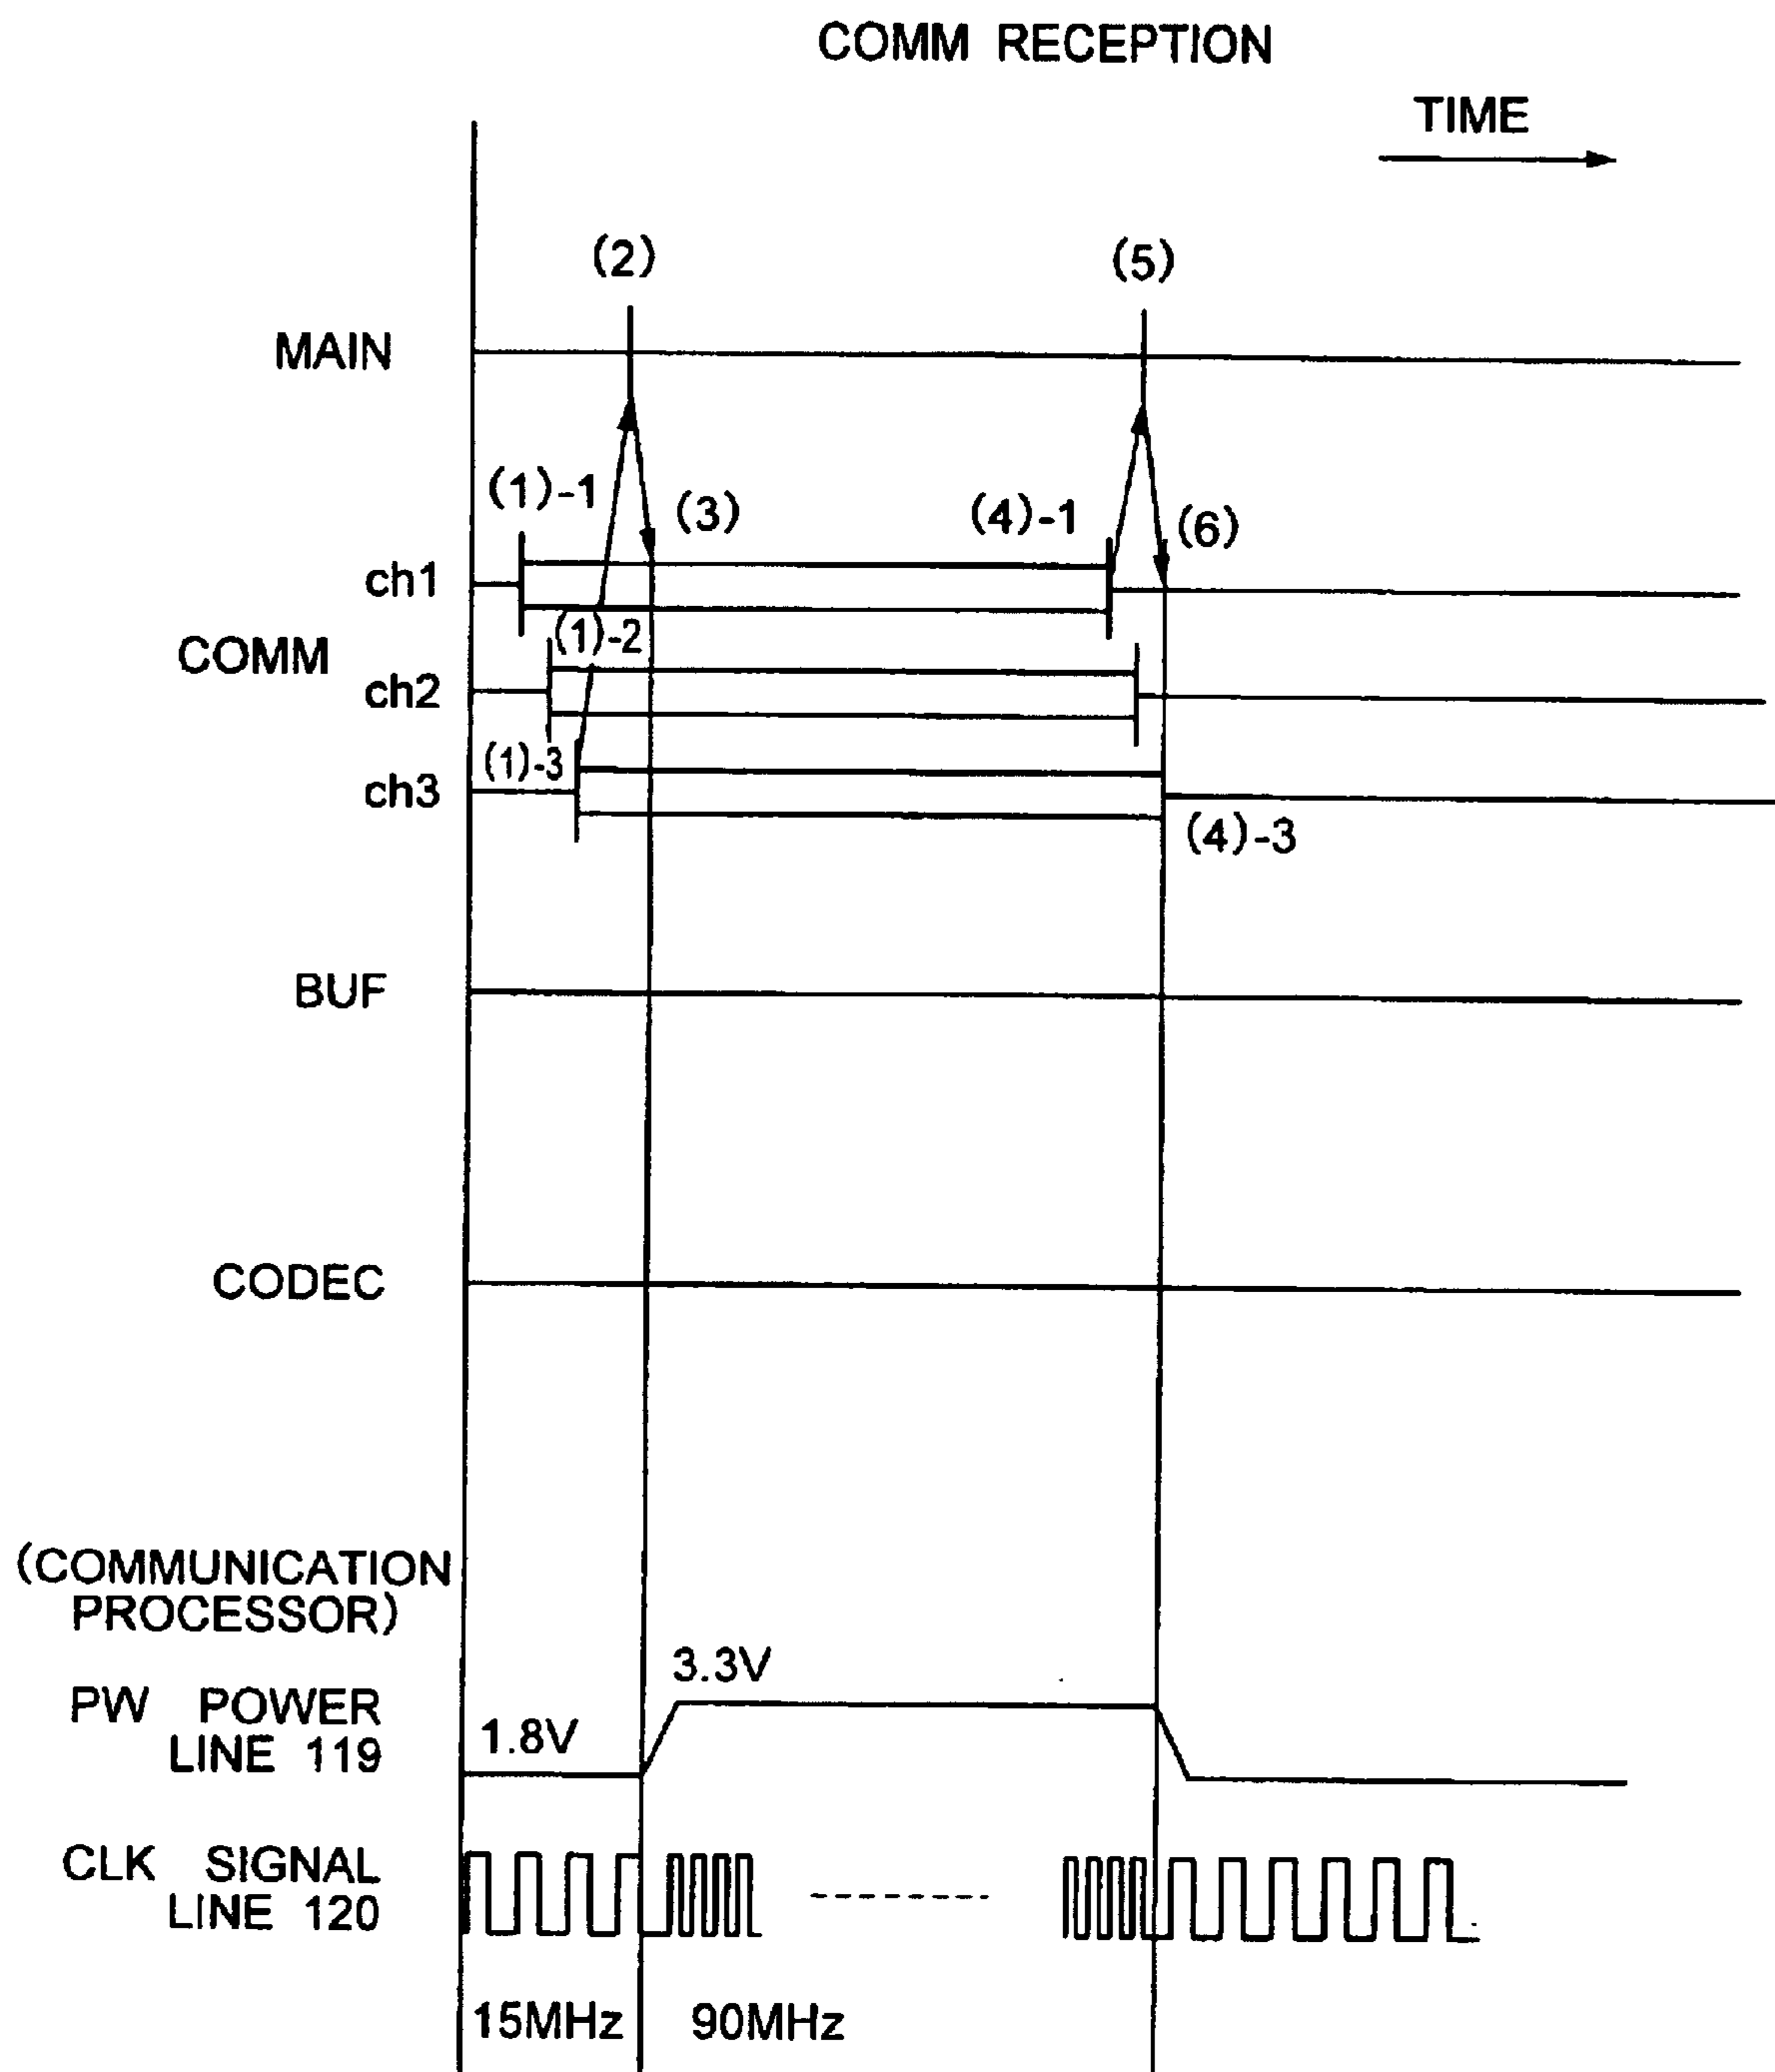 COMM RECEPTION
TIME
(2)
(5)
MAIN
(1)-1
(3)
(4)-1
(6)
ch1
(1)-2
COMM
ch2
(1)-3
ch3
(4)-3
BUF
CODEC
(COMMUNICATION
PROCESSOR)
3.3V
PW POWER
LINE 119
1.8V
CLK SIGNAL
LINE 120
15MHz
90MHz